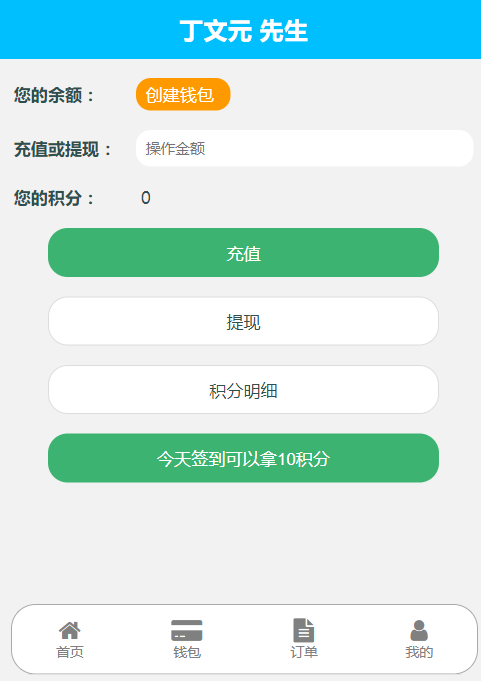 丁文元 先生
您的余额： 创建钱包
充值或提现： 操作金额
您的积分： 0
充值
提现
积分明细
今天签到可以拿10积分
首页 钱包 订单 我的